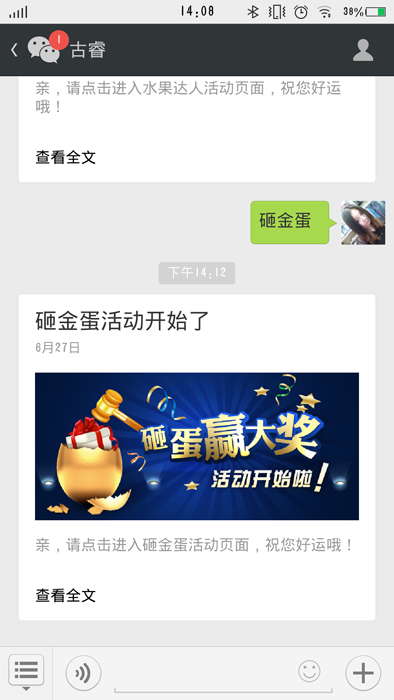 14:08
38%
1
古睿
亲，请点击进入水果达人活动页面，祝您好运
哦！
查看全文
砸金蛋
下午14:12
砸金蛋活动开始了
6月27日
砸蛋赢大奖
活动开始啦！
亲，请点击进入砸金蛋活动页面，祝您好运哦！
查看全文